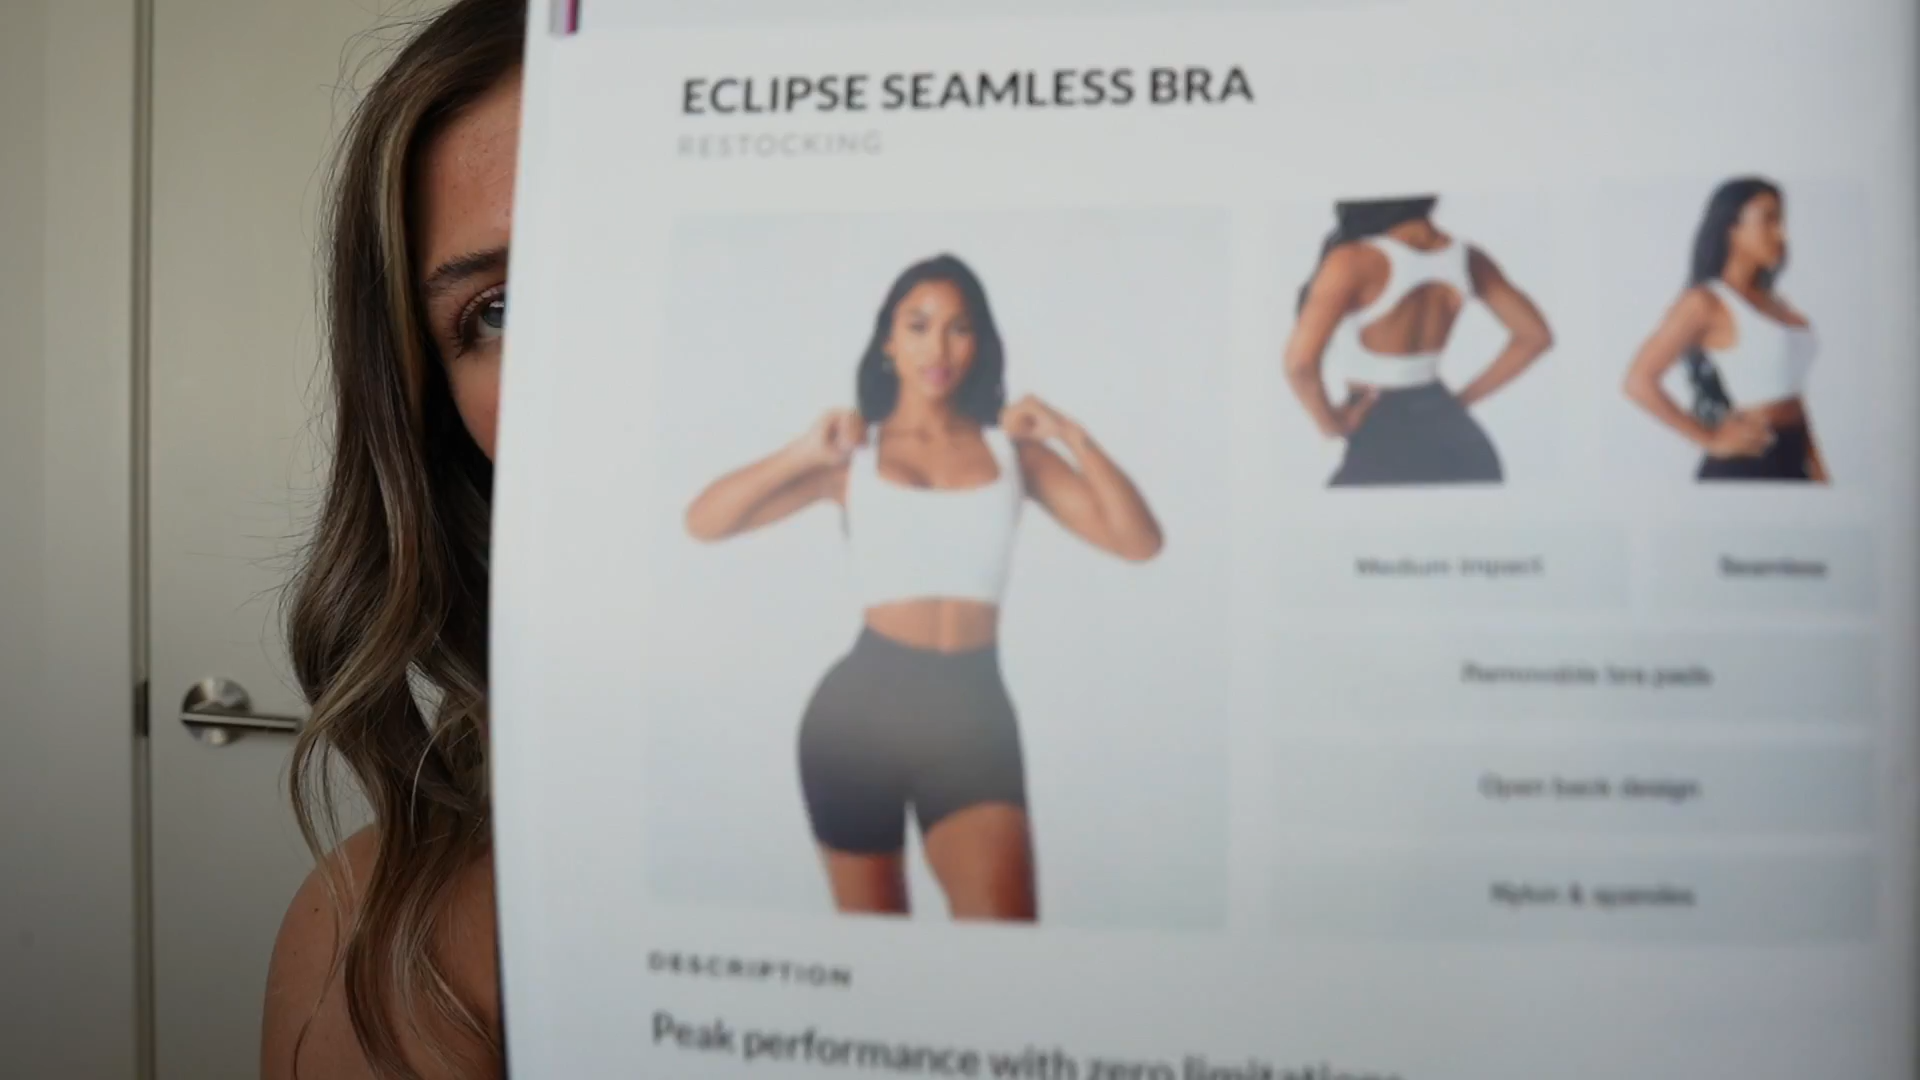 ECLIPSE SEAMLESS BRA
RESTOCKING
Medium impact
Seamless
Removable bra pads
Open back design
Nylon & spandex
DESCRIPTION
Peak performance with zero limitations